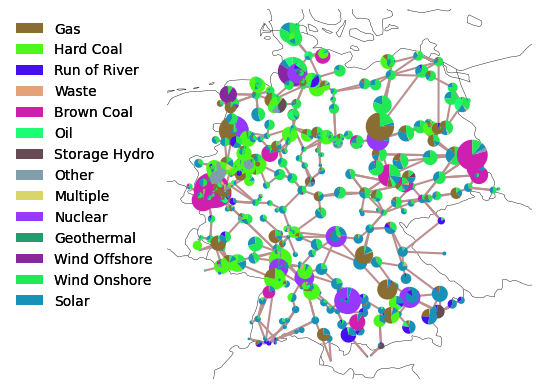 Gas
Hard Coal
Run of River
Waste
Brown Coal
Oil
Storage Hydro
Other
Multiple
Nuclear
Geothermal
Wind Offshore
Wind Onshore
Solar